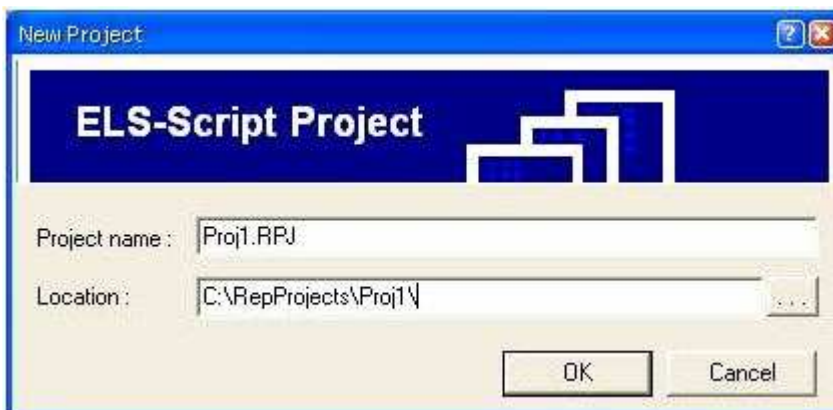 New Project
ELS-Script Project
Project name : Proj1.RPJ
Location : C:\RepProjects\Proj1\ ...
OK Cancel